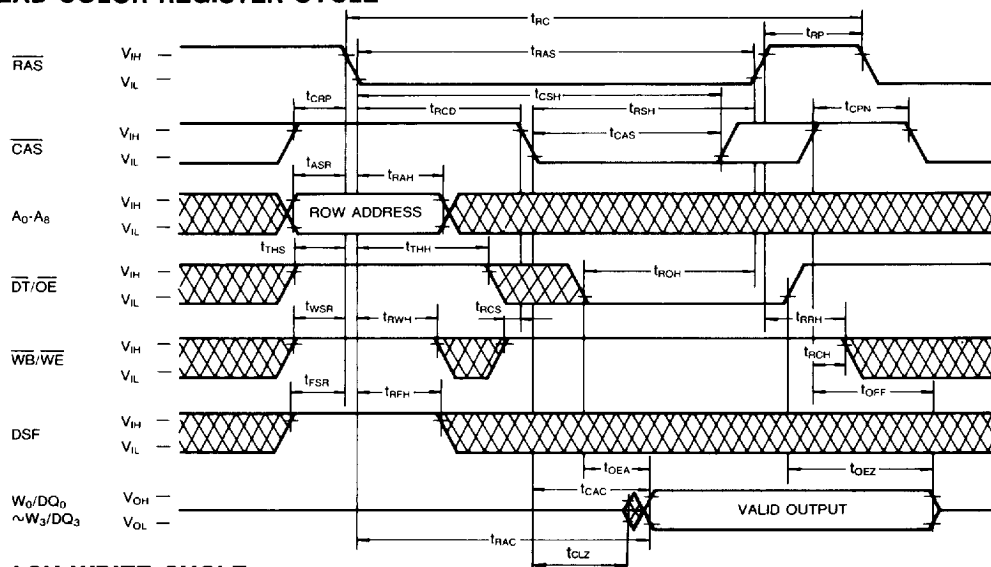 EAD COLOR REGISTER CYCLE
tRC
tRP
RAS
VIH
VIL
tRAS
tCSH
tCRP
tRCD
tRSH
tCPN
CAS
VIH
VIL
tCAS
tASR
tRAH
A0-A8
VIH
VIL
ROW ADDRESS
tTHS
tTHH
DT/OE
VIH
VIL
tROH
tWSR
tRWH
tRCS
tRRH
WB/WE
VIH
VIL
tRCH
tFSR
tRFH
tOFF
DSF
VIH
VIL
tOEA
tOEZ
tCAC
W0/DQ0
~W3/DQ3
VOH
VOL
VALID OUTPUT
tRAC
tCLZ